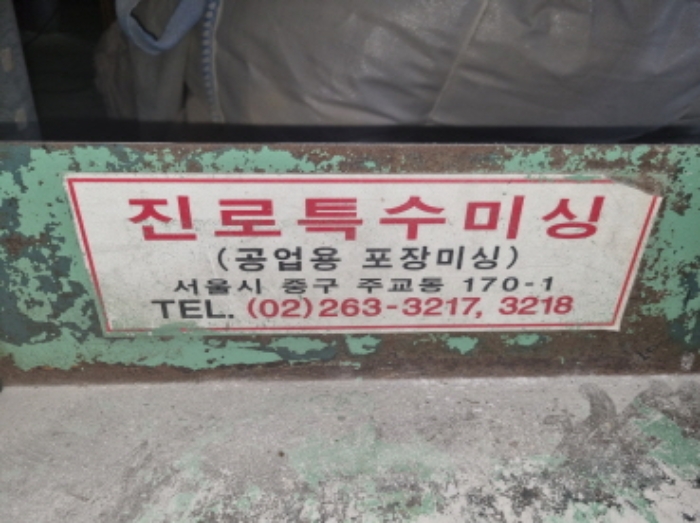 진로특수미싱
(공업용 포장미싱)
서울시 중구 주교동 170-1
TEL. (02)263-3217, 3218